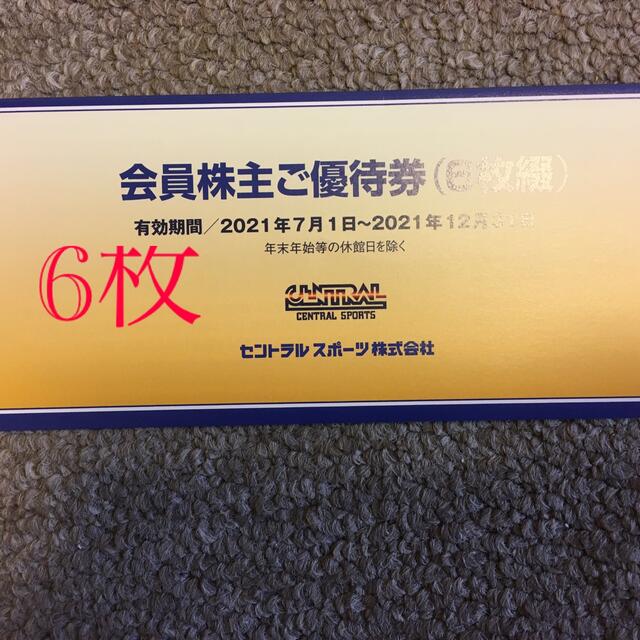 会員株主ご優待券(6枚綴)
有効期間／2021年7月1日～2021年12月31日
年末年始等の休館日を除く
6枚
CENTRAL
CENTRAL SPORTS
セントラルスポーツ株式会社